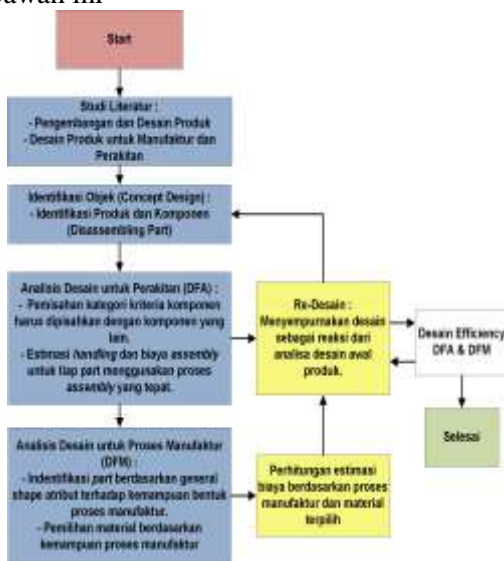 bawah ini
Start
Studi Literatur :
- Pengembangan dan Desain Produk
- Desain Produk untuk Manufaktur dan
Perakitan
Identifikasi Objek (Concept Design) :
- Identifikasi Produk dan Komponen
(Disassembling Part)
Analisis Desain untuk Perakitan (DFA) :
- Pemisahan kategori kriteria komponen
harus dipisahkan dengan komponen yang
lain.
- Estimasi handling dan biaya assembly
untuk tiap part menggunakan proses
assembly yang tepat.
Re-Desain :
Menyempurnakan desain
sebagai reaksi dari
analisa desain awal
produk.
Desain Efficiency
DFA & DFM
Selesai
Analisis Desain untuk Proses Manufaktur
(DFM) :
- Indentifikasi part berdasarkan general
shape atribut terhadap kemampuan bentuk
proses manufaktur.
- Pemilihan material berdasarkan
kemampuan proses manufaktur
Perhitungan estimasi
biaya berdasarkan proses
manufaktur dan material
terpilih